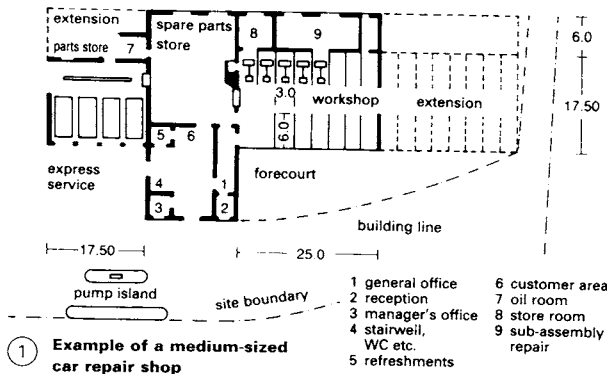 extension
spare parts
store
parts store
7
8
9
6.0
3.0
workshop
extension
17.50
6.0
5
6
express
service
4
3
1
2
forecourt
building line
17.50
25.0
pump island
site boundary
1 general office
2 reception
3 manager's office
4 stairwell,
WC etc.
5 refreshments
6 customer area
7 oil room
8 store room
9 sub-assembly
repair
1 Example of a medium-sized
car repair shop